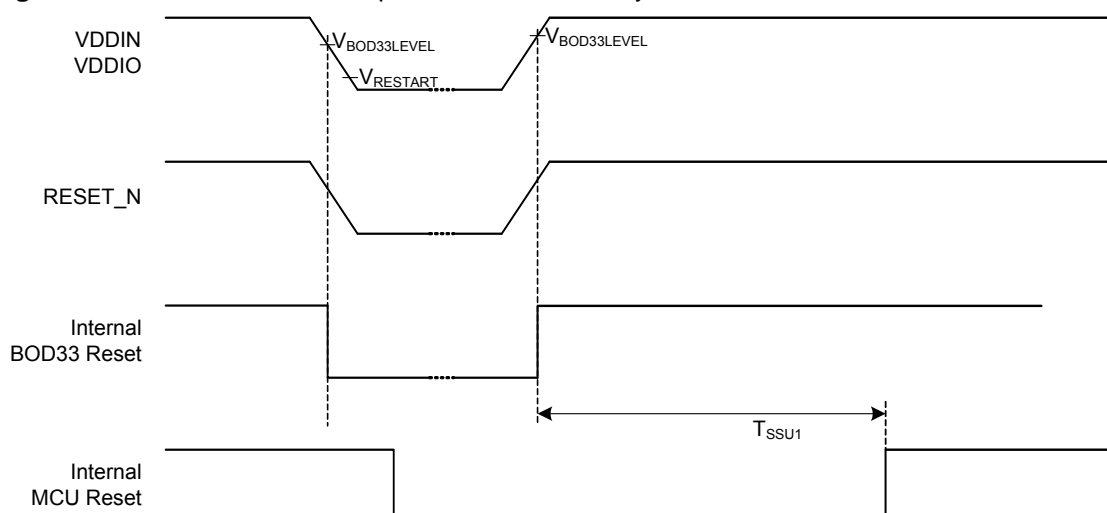 VDDIN
VDDIO
VBOD33LEVEL
VBOD33LEVEL
VRESTART
RESET_N
Internal
BOD33 Reset
TSSU1
Internal
MCU Reset